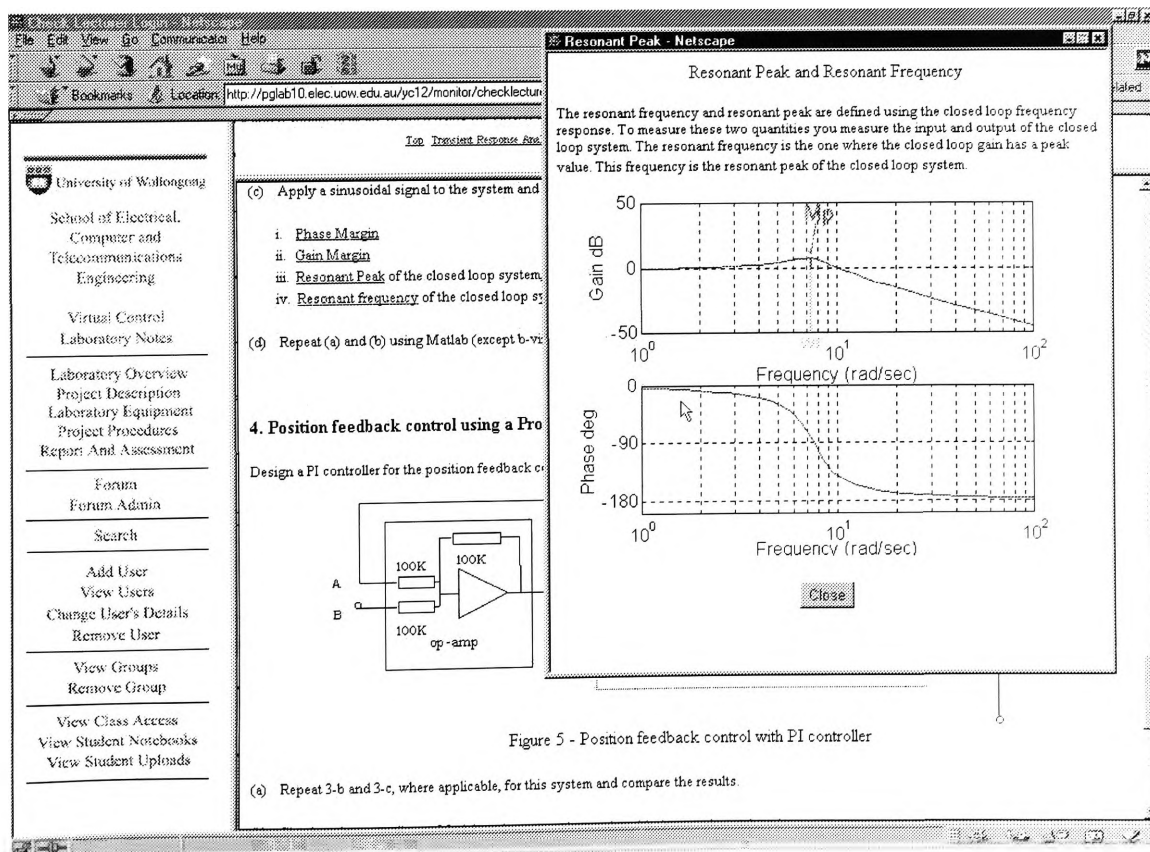 Check Lecturer Login - Netscape
File Edit View Go Communicator Help
Bookmarks Location: http://pglab10.elec.uow.edu.au/yc12/monitor/checklecture
University of Wollongong
School of Electrical,
Computer and
Telecommunications
Engineering
Virtual Control
Laboratory Notes
Laboratory Overview
Project Description
Laboratory Equipment
Project Procedures
Report And Assessment
Forum
Forum Admin
Search
Add User
View Users
Change User's Details
Remove User
View Groups
Remove Group
View Class Access
View Student Notebooks
View Student Uploads
Top Transient Response Ana
(c) Apply a sinusoidal signal to the system and
i. Phase Margin
ii. Gain Margin
iii. Resonant Peak of the closed loop system,
iv. Resonant frequency of the closed loop sy
(d) Repeat (a) and (b) using Matlab (except b-vi
4. Position feedback control using a Pro
Design a PI controller for the position feedback co
A
B
100K
100K
100K
op-amp
Figure 5 - Position feedback control with PI controller
(a) Repeat 3-b and 3-c, where applicable, for this system and compare the results.
Resonant Peak - Netscape
Resonant Peak and Resonant Frequency
The resonant frequency and resonant peak are defined using the closed loop frequency
response. To measure these two quantities you measure the input and output of the closed
loop system. The resonant frequency is the one where the closed loop gain has a peak
value. This frequency is the resonant peak of the closed loop system.
Mp
50
0
-50
Gain dB
10^0 10^1 10^2
Frequency (rad/sec)
0
-90
-180
Phase deg
10^0 10^1 10^2
Frequency (rad/sec)
Close
lated